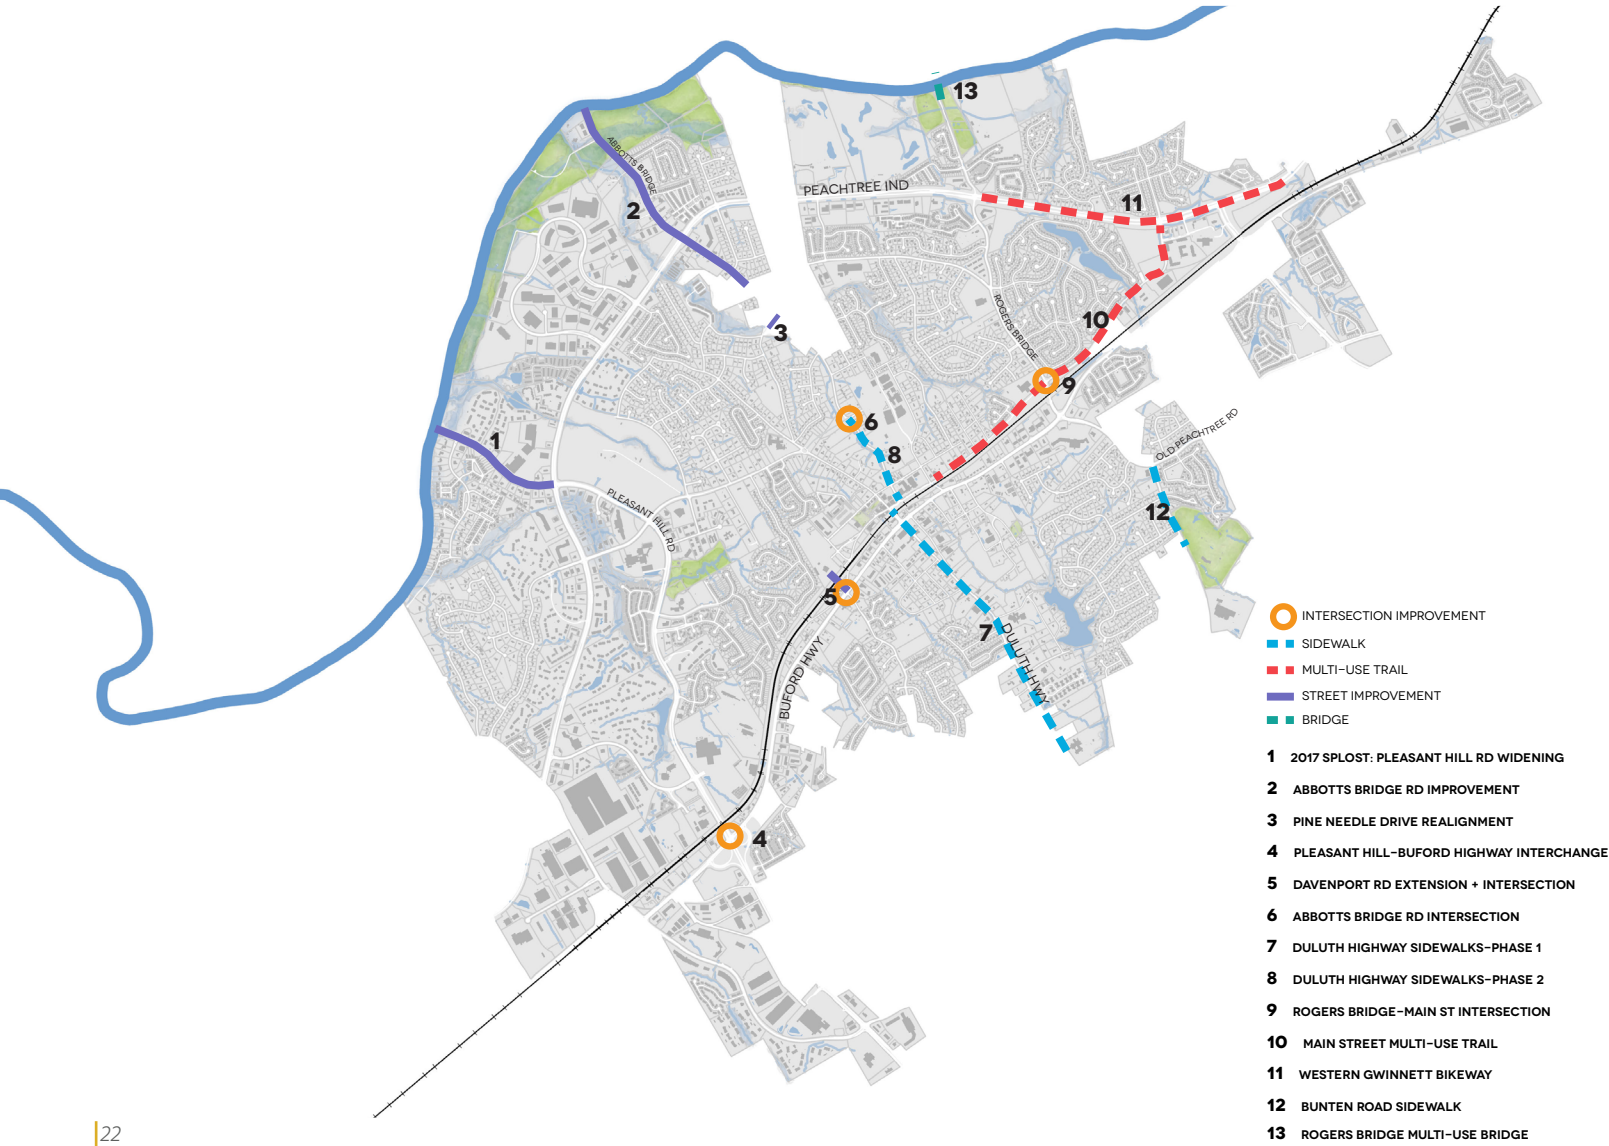 13
ABBOTTS BRIDGE
PEACHTREE IND
11
2
ROGERS BRIDGE
10
3
9
6
OLD PEACHTREE RD
1
8
PLEASANT HILL RD
12
5
7
DULUTH HWY
BUFORD HWY
4
INTERSECTION IMPROVEMENT
SIDEWALK
MULTI-USE TRAIL
STREET IMPROVEMENT
BRIDGE
1 2017 SPLOST: PLEASANT HILL RD WIDENING
2 ABBOTTS BRIDGE RD IMPROVEMENT
3 PINE NEEDLE DRIVE REALIGNMENT
4 PLEASANT HILL-BUFORD HIGHWAY INTERCHANGE
5 DAVENPORT RD EXTENSION + INTERSECTION
6 ABBOTTS BRIDGE RD INTERSECTION
7 DULUTH HIGHWAY SIDEWALKS-PHASE 1
8 DULUTH HIGHWAY SIDEWALKS-PHASE 2
9 ROGERS BRIDGE-MAIN ST INTERSECTION
10 MAIN STREET MULTI-USE TRAIL
11 WESTERN GWINNETT BIKEWAY
12 BUNTEN ROAD SIDEWALK
13 ROGERS BRIDGE MULTI-USE BRIDGE
22